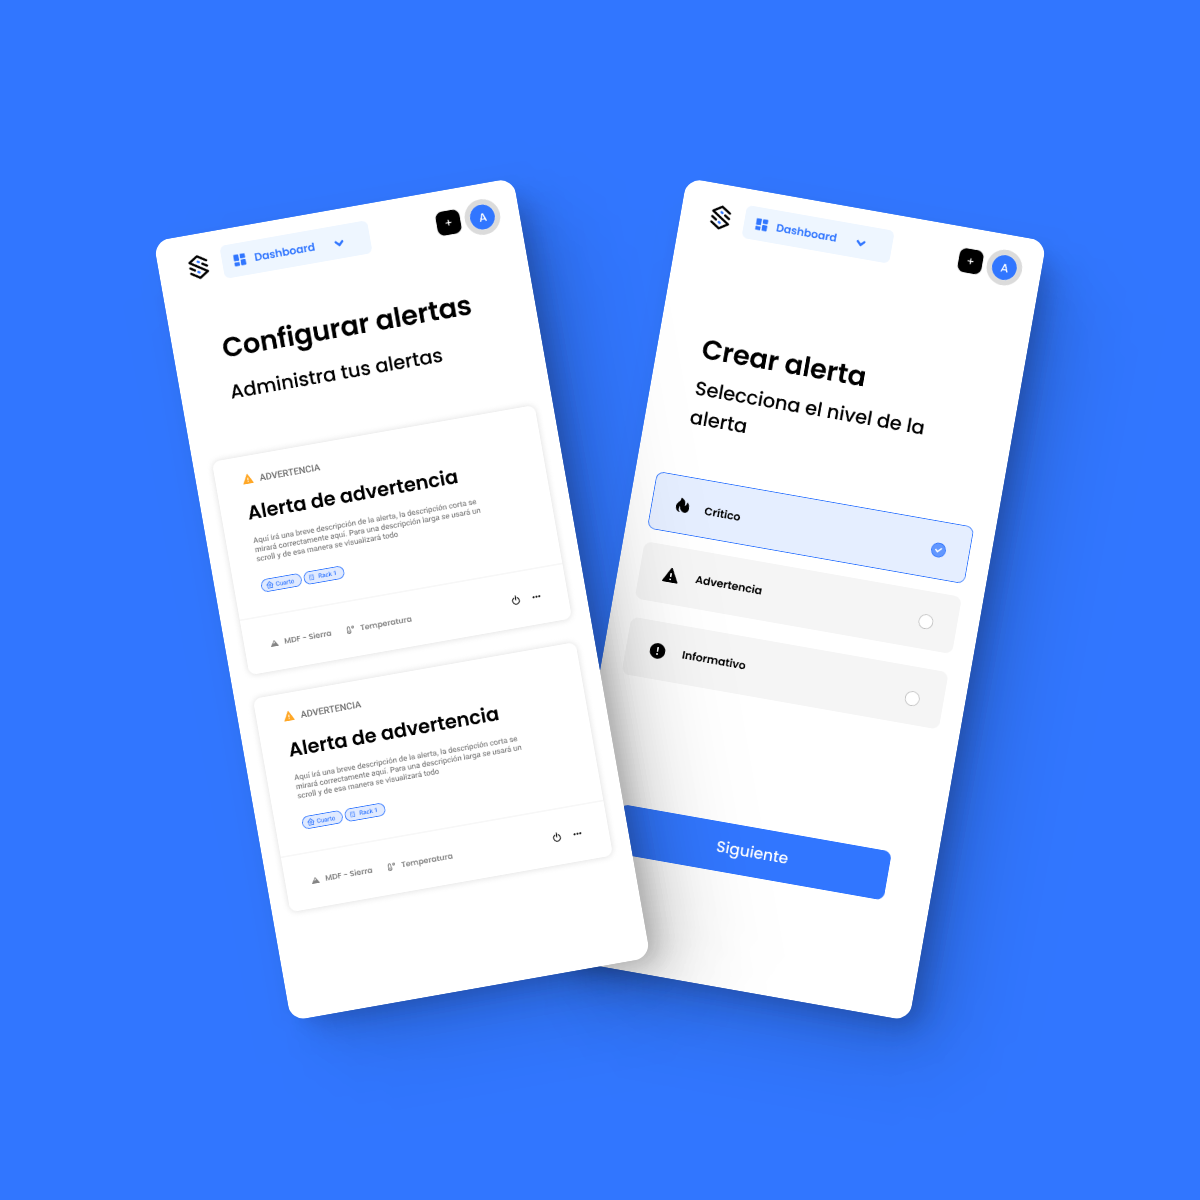 Dashboard
+
A
Configurar alertas
Administra tus alertas
ADVERTENCIA
Alerta de advertencia
Aquí irá una breve descripción de la alerta, la descripción corta se
mirará correctamente aquí. Para una descripción larga se usará un
scroll y de esa manera se visualizará todo
Cuarto
Rack 1
MDF - Sierra
Temperatura
ADVERTENCIA
Alerta de advertencia
Aquí irá una breve descripción de la alerta, la descripción corta se
mirará correctamente aquí. Para una descripción larga se usará un
scroll y de esa manera se visualizará todo
Cuarto
Rack 1
MDF - Sierra
Temperatura
Dashboard
+
A
Crear alerta
Selecciona el nivel de la
alerta
Crítico
Advertencia
Informativo
Siguiente